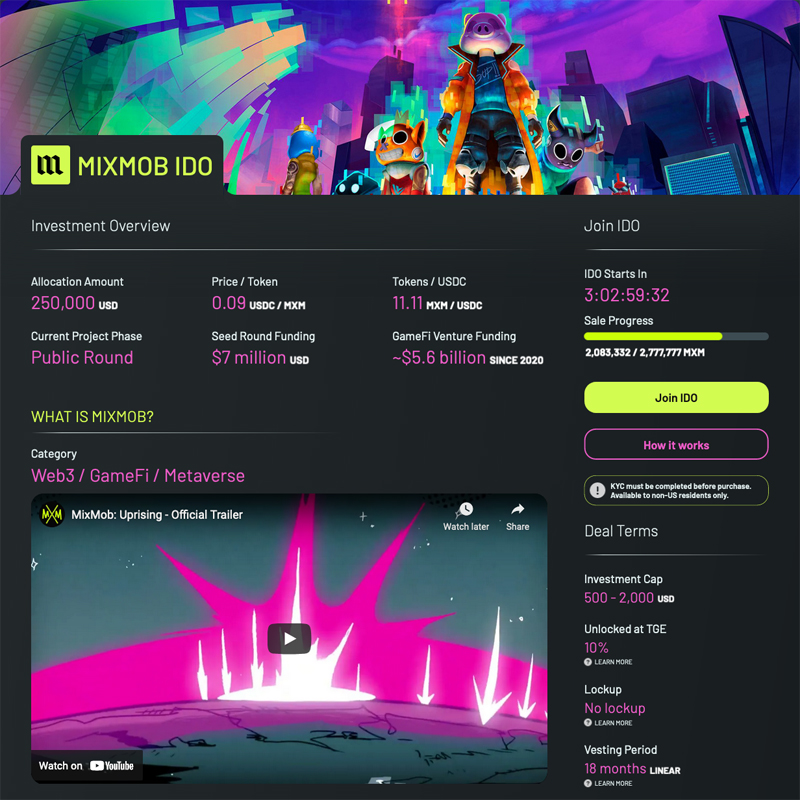 SUP!
m MIXMOB IDO
Investment Overview
Allocation Amount
250,000 USD
Price / Token
0.09 USDC / MXM
Tokens / USDC
11.11 MXM / USDC
Current Project Phase
Public Round
Seed Round Funding
$7 million USD
GameFi Venture Funding
~$5.6 billion SINCE 2020
WHAT IS MIXMOB?
Category
Web3 / GameFi / Metaverse
MXM
MixMob: Uprising - Official Trailer
Watch later
Share
Watch on YouTube
Join IDO
IDO Starts In
3:02:59:32
Sale Progress
2,083,332 / 2,777,777 MXM
Join IDO
How it works
! KYC must be completed before purchase.
Available to non-US residents only.
Deal Terms
Investment Cap
500 - 2,000 USD
Unlocked at TGE
10%
? LEARN MORE
Lockup
No lockup
? LEARN MORE
Vesting Period
18 months LINEAR
? LEARN MORE